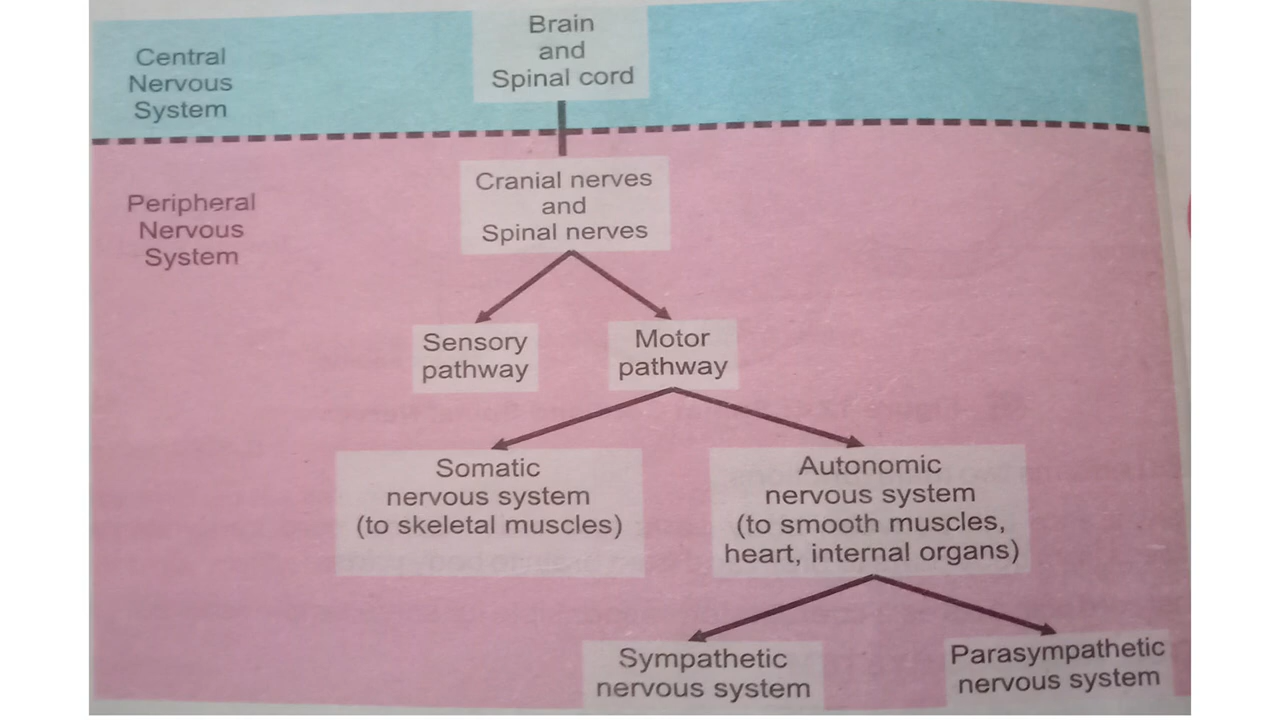 Central
Nervous
System
Brain
and
Spinal cord
Peripheral
Nervous
System
Cranial nerves
and
Spinal nerves
Sensory
pathway
Motor
pathway
Somatic
nervous system
(to skeletal muscles)
Autonomic
nervous system
(to smooth muscles,
heart, internal organs)
Sympathetic
nervous system
Parasympathetic
nervous system